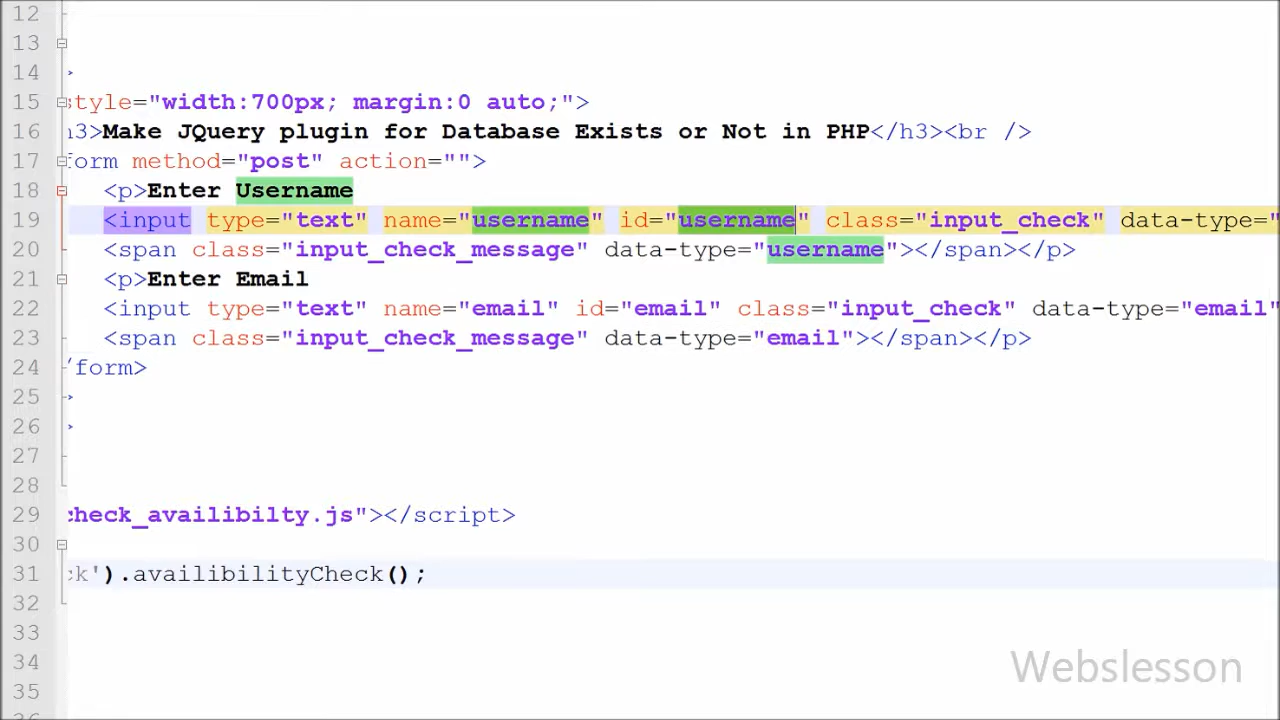 12
13
14 >
15 style="width:700px; margin:0 auto;">
16 h3>Make JQuery plugin for Database Exists or Not in PHP</h3><br />
17 form method="post" action="">
18 <p>Enter Username
19 <input type="text" name="username" id="username" class="input_check" data-type="
20 <span class="input_check_message" data-type="username"></span></p>
21 <p>Enter Email
22 <input type="text" name="email" id="email" class="input_check" data-type="email"
23 <span class="input_check_message" data-type="email"></span></p>
24 /form>
25 >
26 >
27
28
29 check_availibilty.js"></script>
30
31 ck').availibilityCheck();
32
33
34
35
36
Webslesson